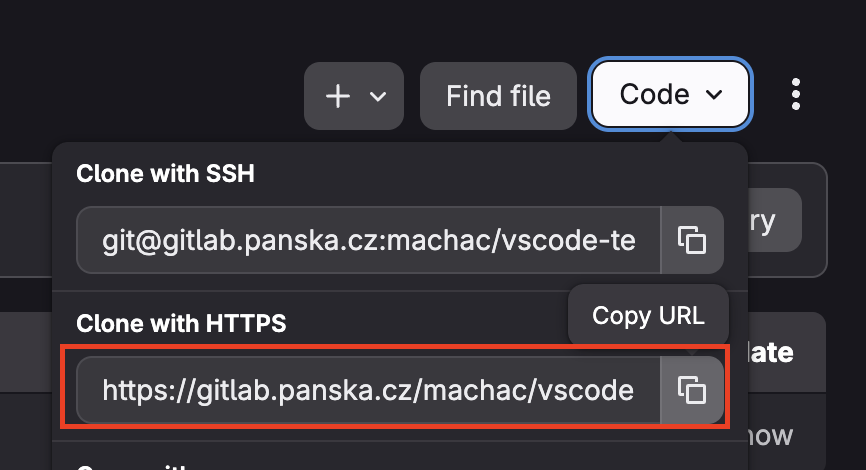 Find file
Code
Clone with SSH
git@gitlab.panska.cz:machac/vscode-te
Clone with HTTPS
Copy URL
https://gitlab.panska.cz/machac/vscode